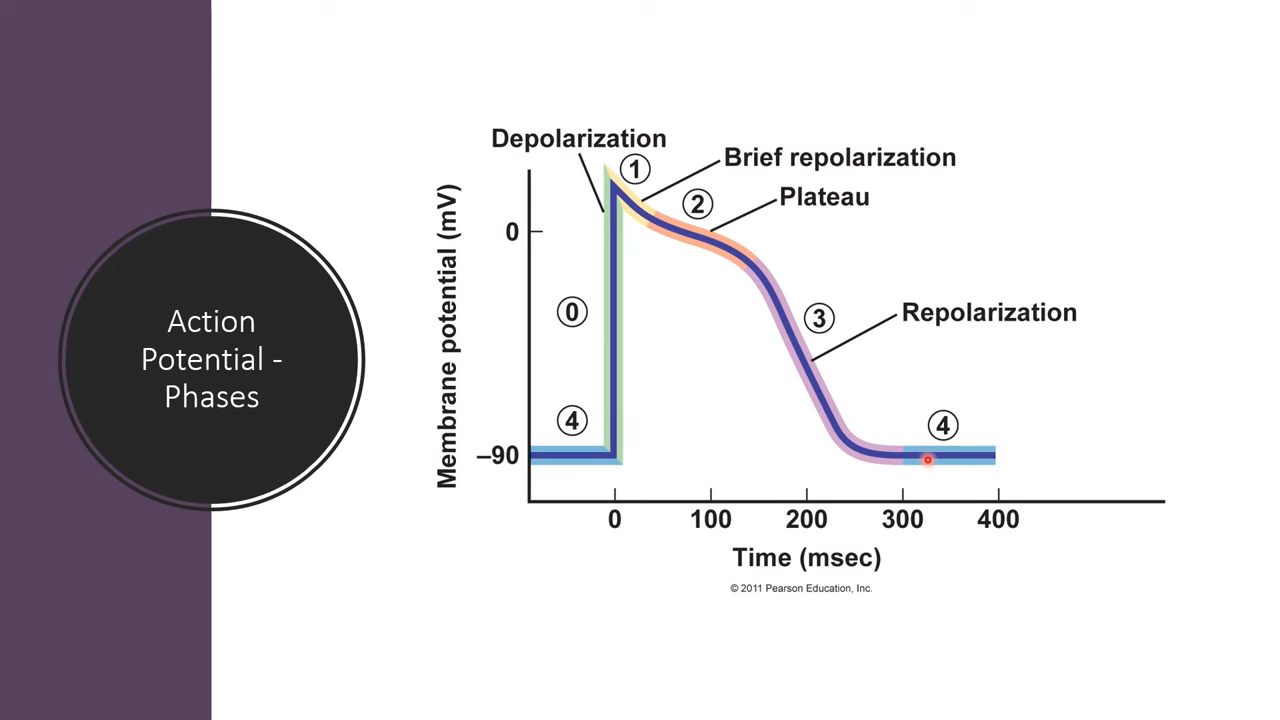 Action
Potential -
Phases
Depolarization
Brief repolarization
Plateau
Repolarization
Membrane potential (mV)
0
–90
4
0
1
2
3
4
0 100 200 300 400
Time (msec)
© 2011 Pearson Education, Inc.